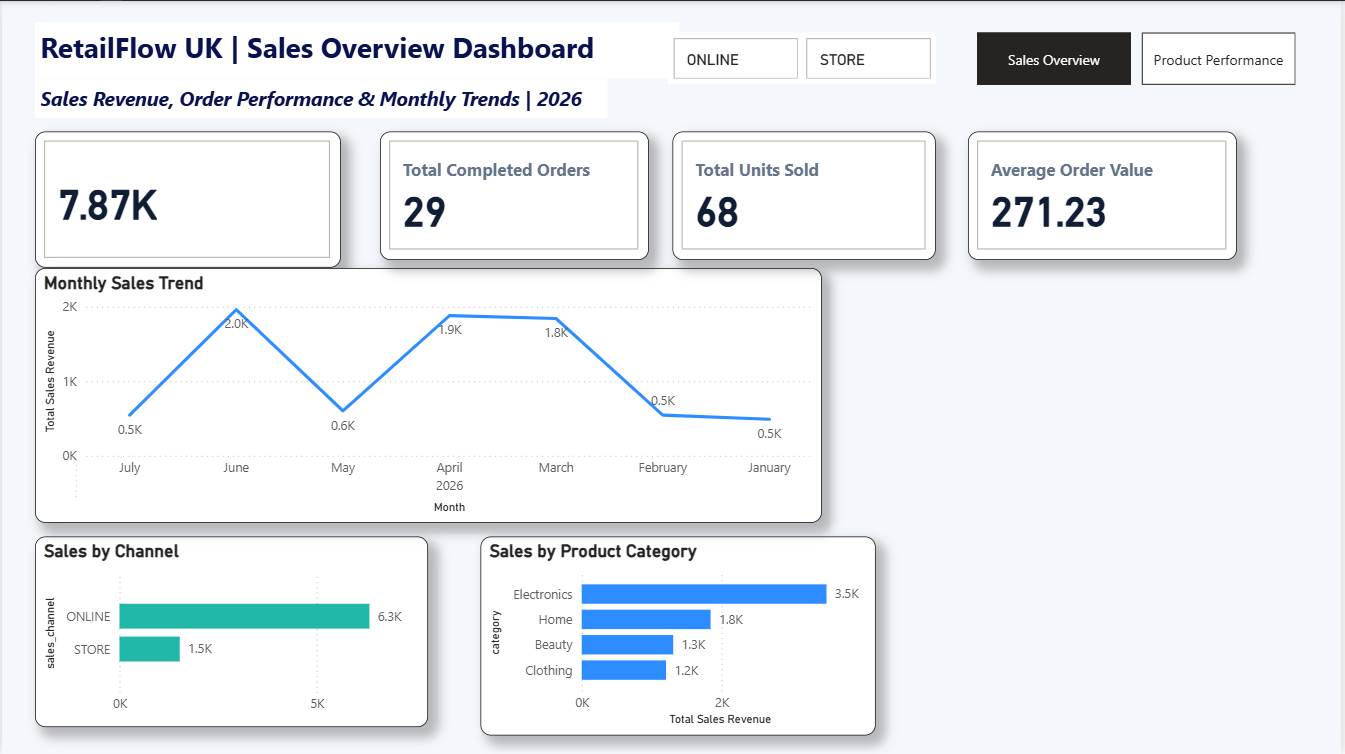 RetailFlow UK | Sales Overview Dashboard
ONLINE
STORE
Sales Overview
Product Performance
Sales Revenue, Order Performance & Monthly Trends | 2026
7.87K
Total Completed Orders
29
Total Units Sold
68
Average Order Value
271.23
Monthly Sales Trend
Total Sales Revenue
2K
1K
0K
0.5K
2.0K
0.6K
1.9K
1.8K
0.5K
0.5K
July
June
May
April
March
February
January
2026
Month
Sales by Channel
sales_channel
ONLINE
6.3K
STORE
1.5K
0K
5K
Sales by Product Category
category
Electronics
3.5K
Home
1.8K
Beauty
1.3K
Clothing
1.2K
0K
2K
Total Sales Revenue